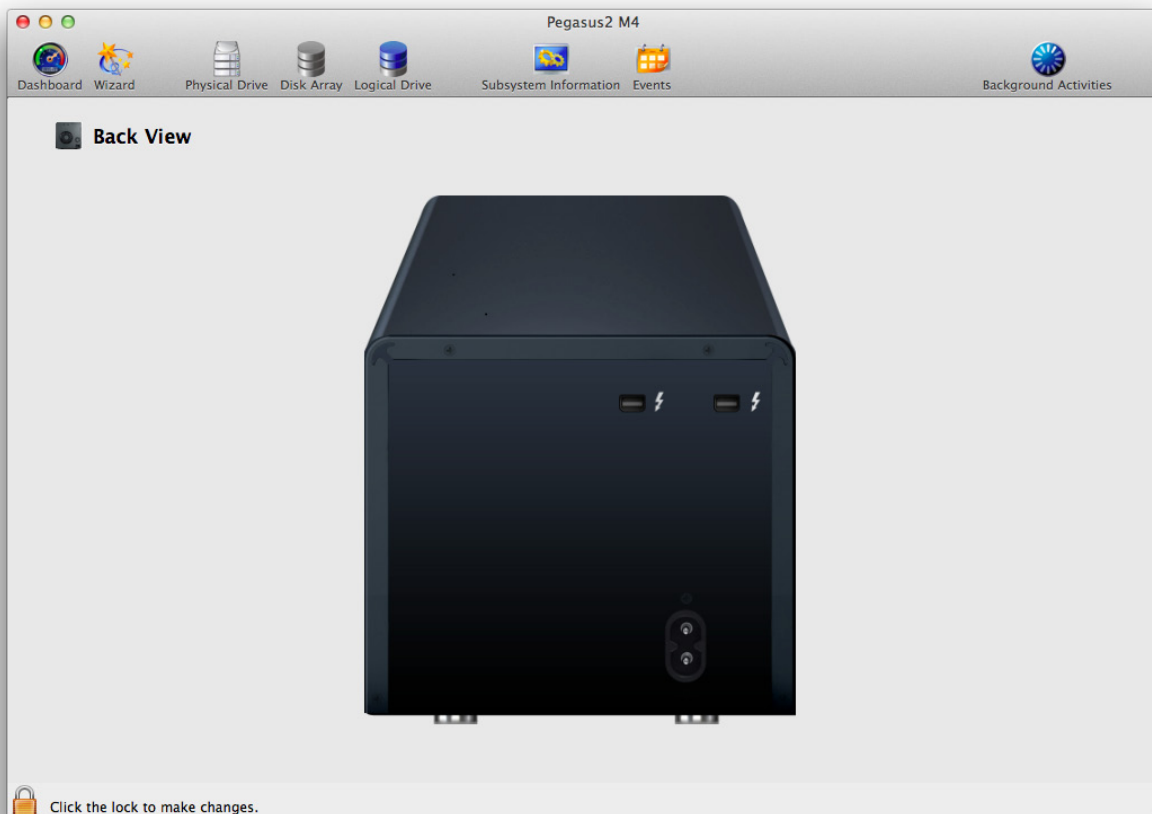 Pegasus2 M4
Dashboard Wizard Physical Drive Disk Array Logical Drive Subsystem Information Events Background Activities
Back View
Click the lock to make changes.